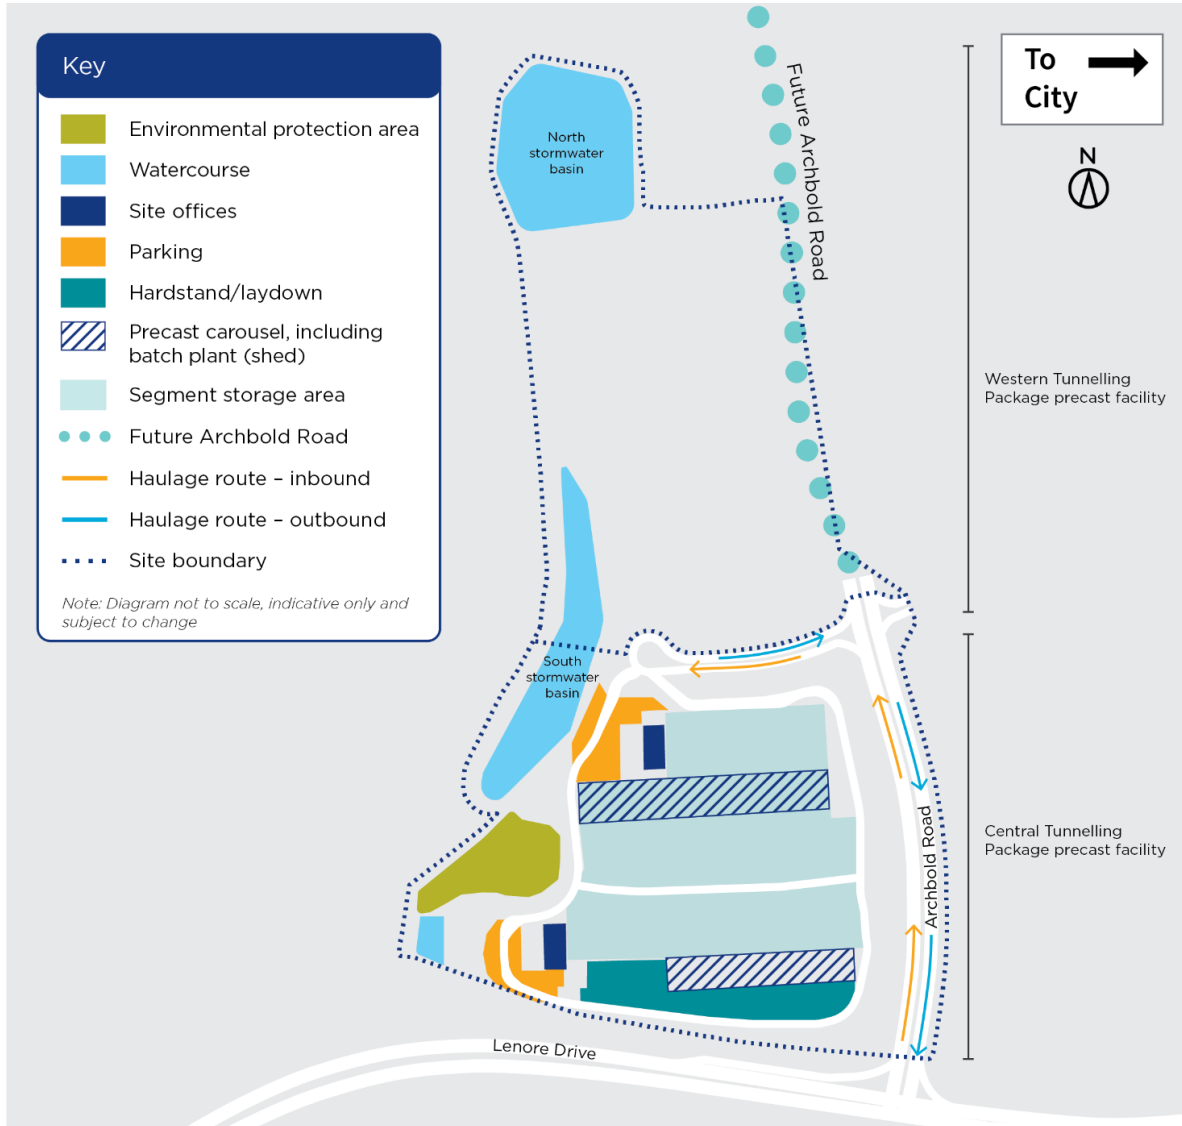 Key
Environmental protection area
Watercourse
Site offices
Parking
Hardstand/laydown
Precast carousel, including
batch plant (shed)
Segment storage area
Future Archbold Road
Haulage route – inbound
Haulage route – outbound
Site boundary
Note: Diagram not to scale, indicative only and
subject to change
North
stormwater
basin
Future Archbold Road
To
City
N
Western Tunnelling
Package precast facility
South
stormwater
basin
Central Tunnelling
Package precast facility
Archbold Road
Lenore Drive